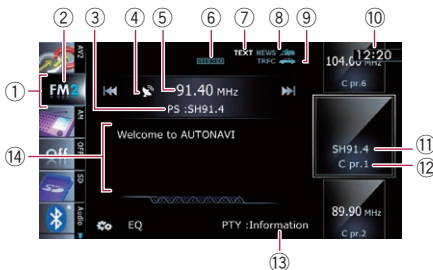 ② ③ ④ ⑤ ⑥ ⑦ ⑧ ⑨ ⑩
TEXT NEWS
TRFC
12:20
104.00 MHz
C pr.6
① AV2
FM2
91.40 MHz
PS :SH91.4
AM
Welcome to AUTONAVI
⑭
OFF
Off
SH91.4 ⑪
C pr.1 ⑫
SD
Audio
89.90 MHz
C pr.2
EQ
PTY :Information
⑬